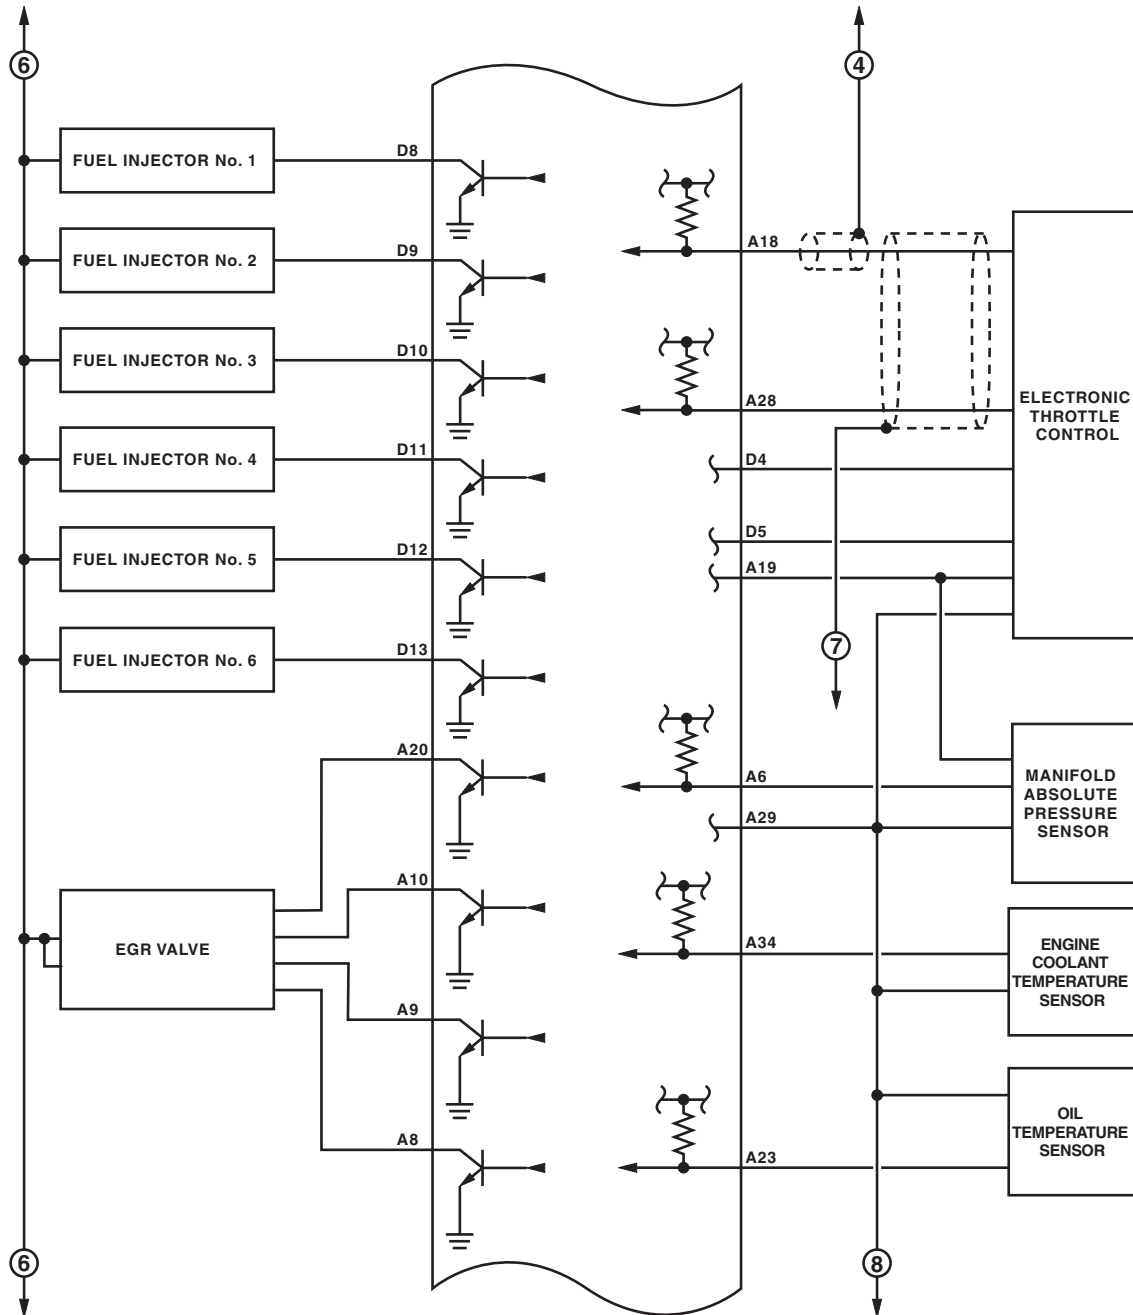 6
4
FUEL INJECTOR No. 1
D8
A18
FUEL INJECTOR No. 2
D9
FUEL INJECTOR No. 3
D10
A28
ELECTRONIC
THROTTLE
CONTROL
FUEL INJECTOR No. 4
D11
D4
FUEL INJECTOR No. 5
D12
D5
A19
FUEL INJECTOR No. 6
D13
7
A20
A6
A29
MANIFOLD
ABSOLUTE
PRESSURE
SENSOR
EGR VALVE
A10
A9
A8
A34
ENGINE
COOLANT
TEMPERATURE
SENSOR
A23
OIL
TEMPERATURE
SENSOR
6
8